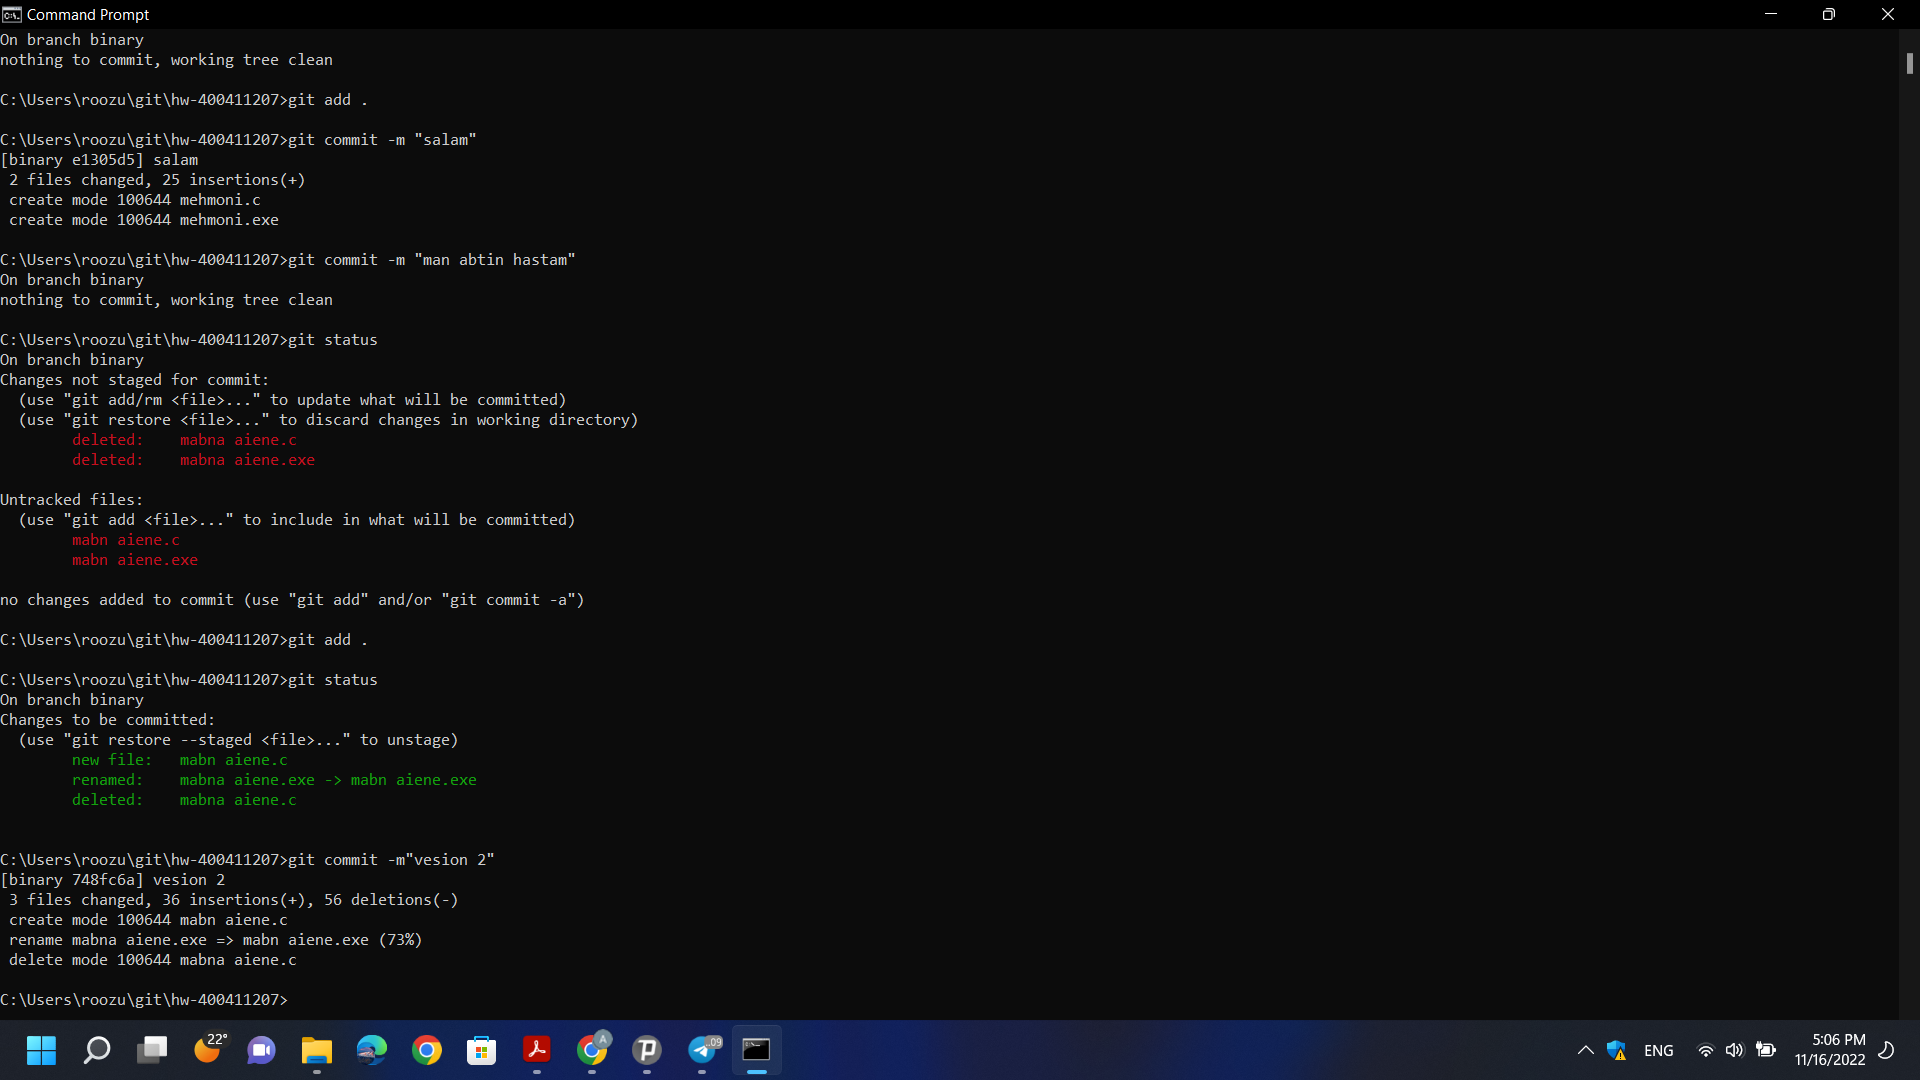 Command Prompt
On branch binary
nothing to commit, working tree clean
C:\Users\roozu\git\hw-400411207>git add .
C:\Users\roozu\git\hw-400411207>git commit -m "salam"
[binary e1305d5] salam
 2 files changed, 25 insertions(+)
 create mode 100644 mehmoni.c
 create mode 100644 mehmoni.exe
C:\Users\roozu\git\hw-400411207>git commit -m "man abtin hastam"
On branch binary
nothing to commit, working tree clean
C:\Users\roozu\git\hw-400411207>git status
On branch binary
Changes not staged for commit:
  (use "git add/rm <file>..." to update what will be committed)
  (use "git restore <file>..." to discard changes in working directory)
        deleted:    mabna aiene.c
        deleted:    mabna aiene.exe
Untracked files:
  (use "git add <file>..." to include in what will be committed)
        mabn aiene.c
        mabn aiene.exe
no changes added to commit (use "git add" and/or "git commit -a")
C:\Users\roozu\git\hw-400411207>git add .
C:\Users\roozu\git\hw-400411207>git status
On branch binary
Changes to be committed:
  (use "git restore --staged <file>..." to unstage)
        new file:   mabn aiene.c
        renamed:    mabna aiene.exe -> mabn aiene.exe
        deleted:    mabna aiene.c
C:\Users\roozu\git\hw-400411207>git commit -m"vesion 2"
[binary 748fc6a] vesion 2
 3 files changed, 36 insertions(+), 56 deletions(-)
 create mode 100644 mabn aiene.c
 rename mabna aiene.exe => mabn aiene.exe (73%)
 delete mode 100644 mabna aiene.c
C:\Users\roozu\git\hw-400411207>
22°
A
..09
ENG
5:06 PM
11/16/2022